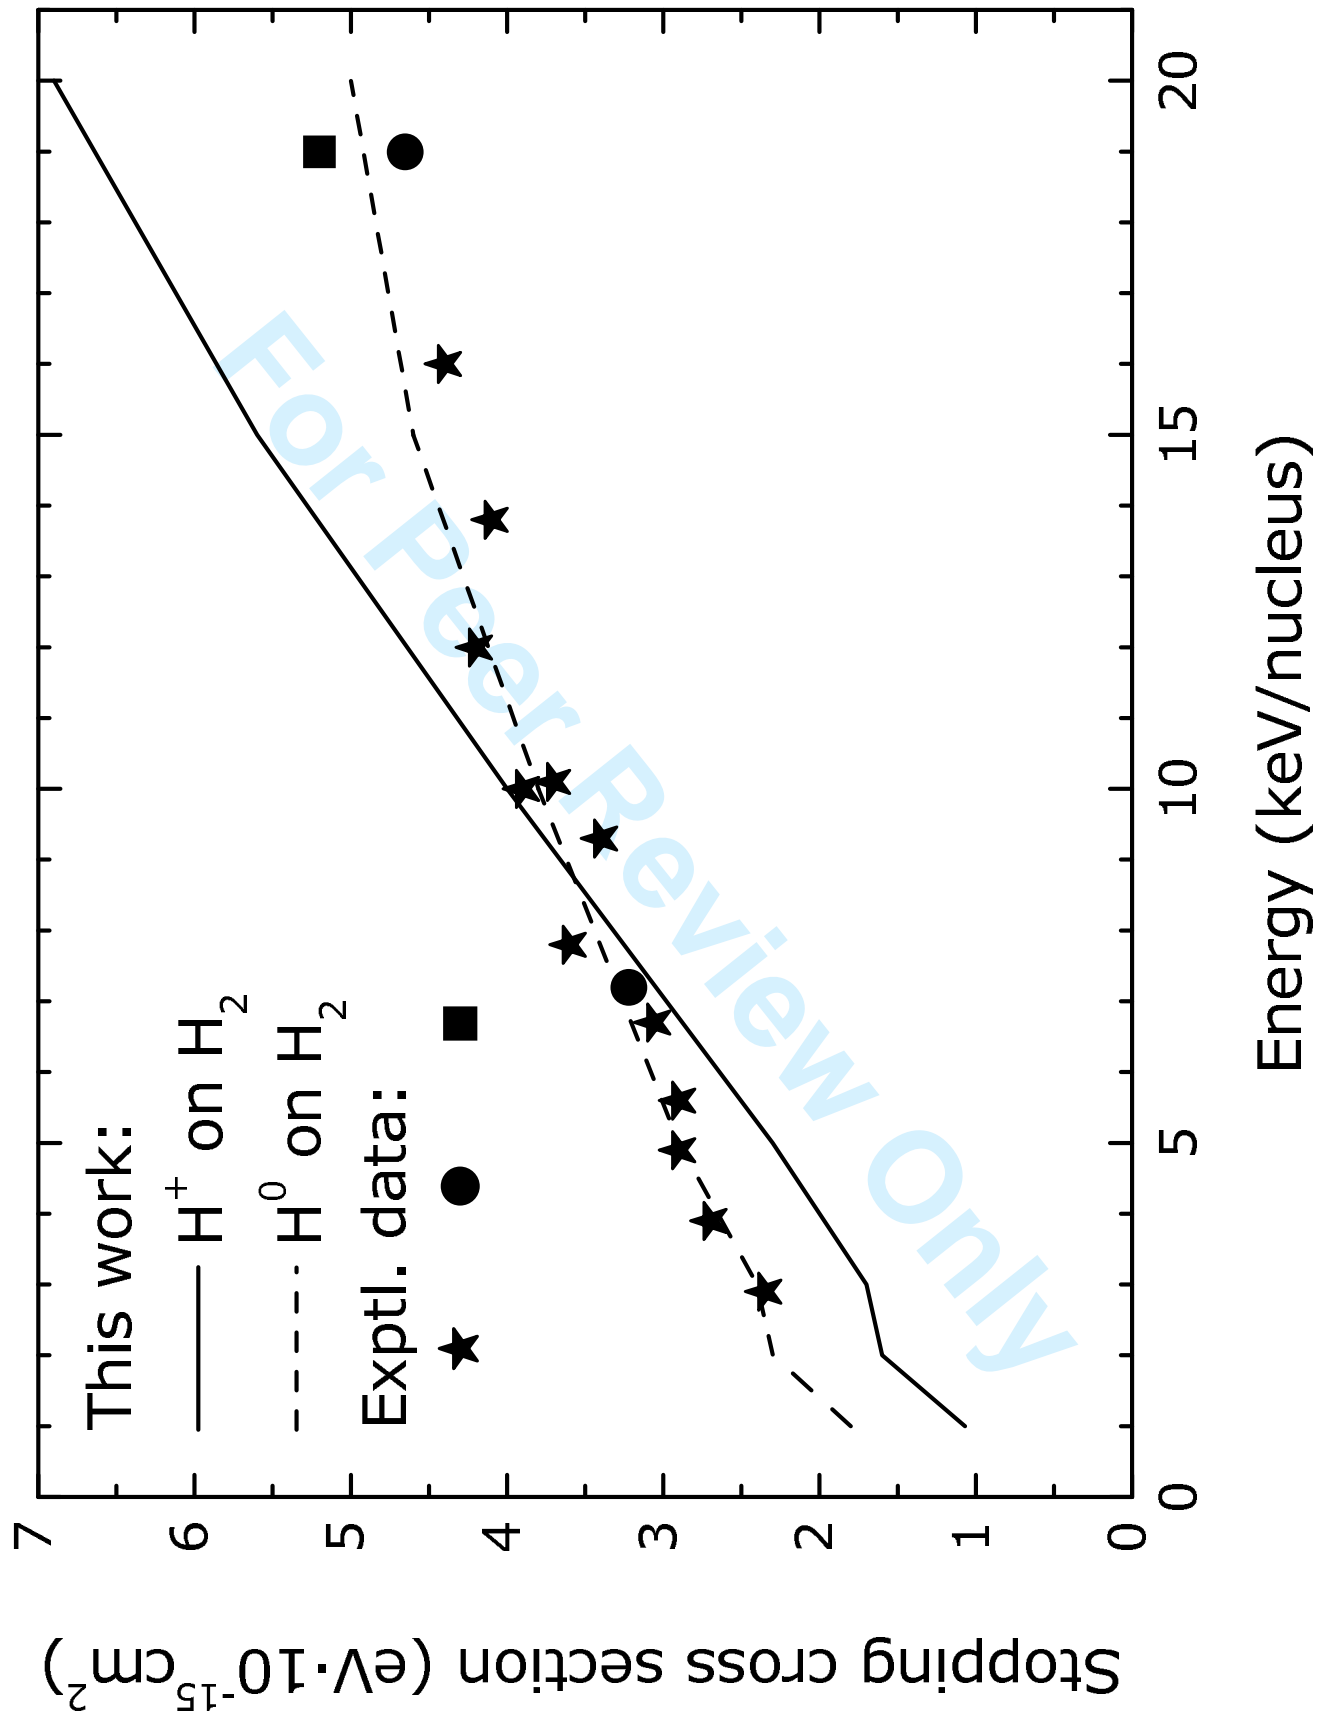 This work:
H⁺ on H₂
H⁰ on H₂
Exptl. data:
7
6
5
4
3
2
1
0
0 5 10 15 20
Energy (keV/nucleus)
Stopping cross section (eV·10⁻¹⁵cm²)
For Peer Review Only